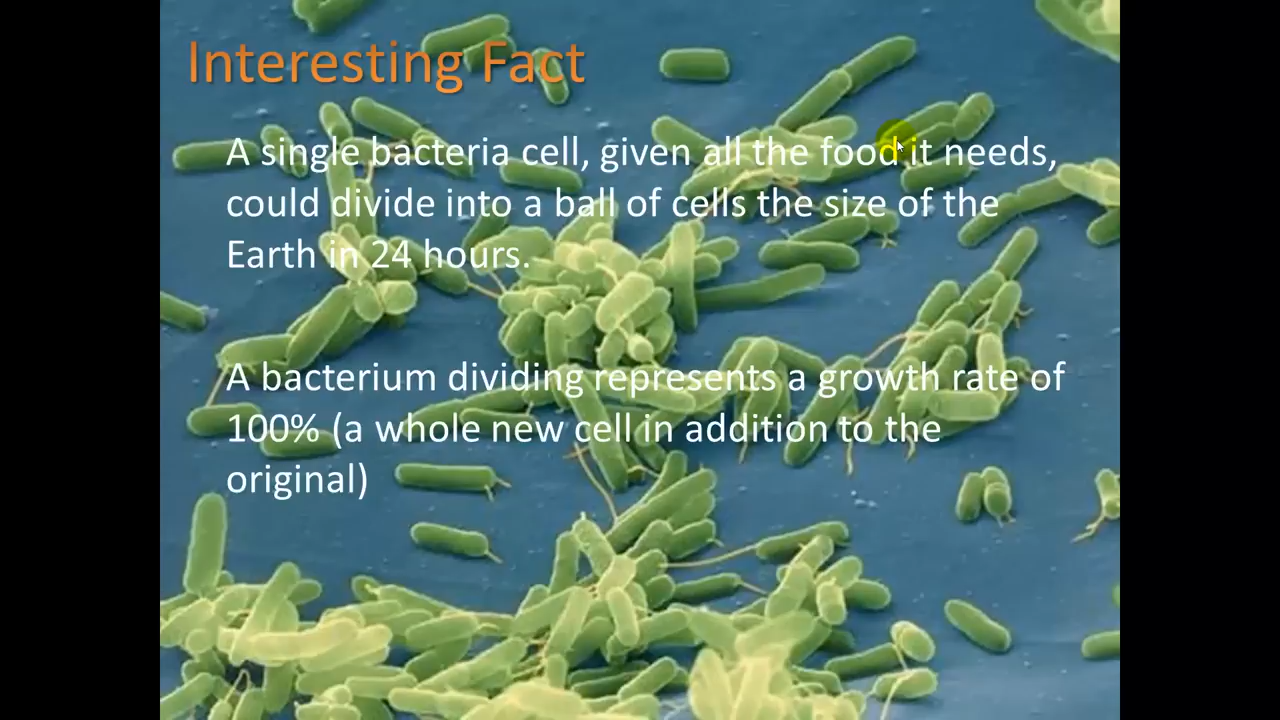 Interesting Fact
A single bacteria cell, given all the food it needs,
could divide into a ball of cells the size of the
Earth in 24 hours.
A bacterium dividing represents a growth rate of
100% (a whole new cell in addition to the
original)